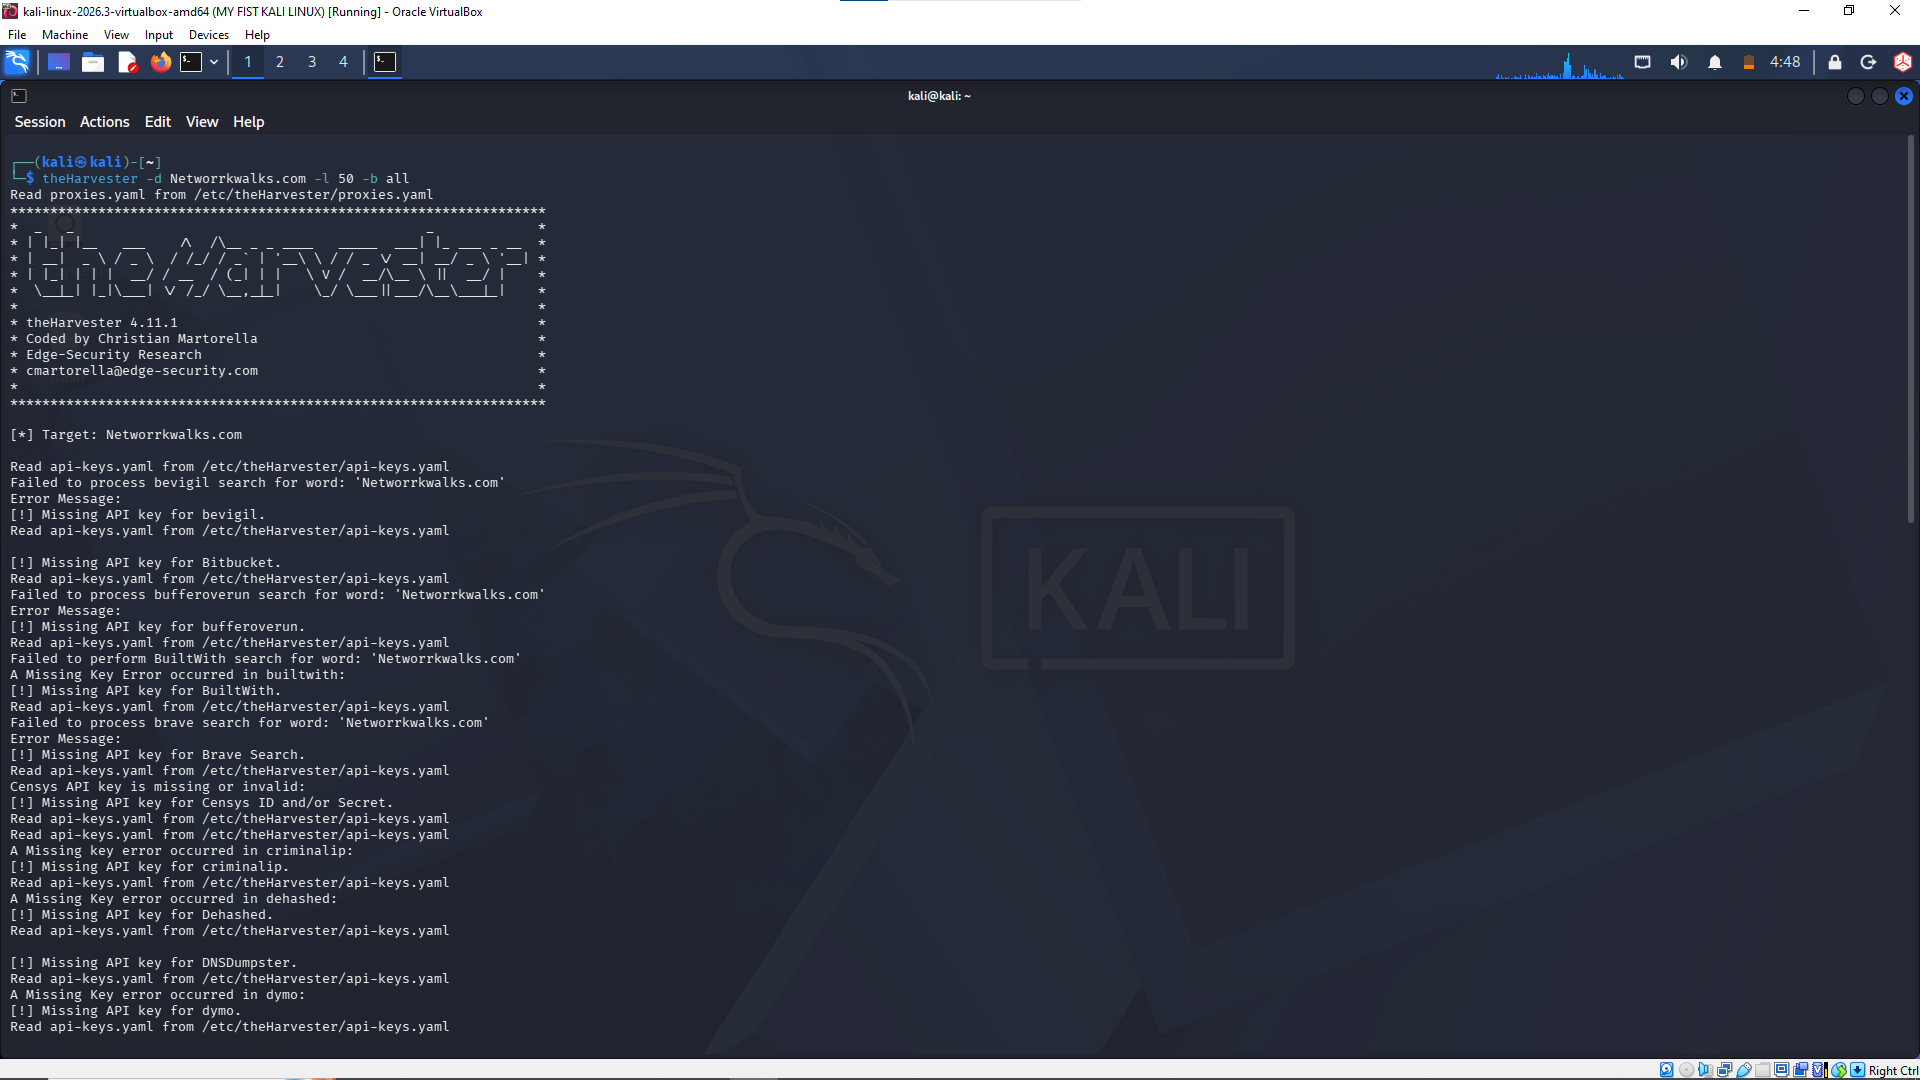 kali-linux-2026.3-virtualbox-amd64 (MY FIST KALI LINUX) [Running] - Oracle VirtualBox
File Machine View Input Devices Help
1 2 3 4 4:48
kali@kali: ~
Session Actions Edit View Help
┌──(kali㉿kali)-[~]
└─$ theHarvester -d Networrkwalks.com -l 50 -b all
Read proxies.yaml from /etc/theHarvester/proxies.yaml
*******************************************************************
theHarvester
* theHarvester 4.11.1 *
* Coded by Christian Martorella *
* Edge-Security Research *
* cmartorella@edge-security.com *
* *
*******************************************************************
[*] Target: Networrkwalks.com
Read api-keys.yaml from /etc/theHarvester/api-keys.yaml
Failed to process bevigil search for word: 'Networrkwalks.com'
Error Message:
[!] Missing API key for bevigil.
Read api-keys.yaml from /etc/theHarvester/api-keys.yaml
[!] Missing API key for Bitbucket.
Read api-keys.yaml from /etc/theHarvester/api-keys.yaml
Failed to process bufferoverun search for word: 'Networrkwalks.com'
Error Message:
[!] Missing API key for bufferoverun.
Read api-keys.yaml from /etc/theHarvester/api-keys.yaml
Failed to perform BuiltWith search for word: 'Networrkwalks.com'
A Missing Key Error occurred in builtwith:
[!] Missing API key for BuiltWith.
Read api-keys.yaml from /etc/theHarvester/api-keys.yaml
Failed to process brave search for word: 'Networrkwalks.com'
Error Message:
[!] Missing API key for Brave Search.
Read api-keys.yaml from /etc/theHarvester/api-keys.yaml
Censys API key is missing or invalid:
[!] Missing API key for Censys ID and/or Secret.
Read api-keys.yaml from /etc/theHarvester/api-keys.yaml
Read api-keys.yaml from /etc/theHarvester/api-keys.yaml
A Missing key error occurred in criminalip:
[!] Missing API key for criminalip.
Read api-keys.yaml from /etc/theHarvester/api-keys.yaml
A Missing Key error occurred in dehashed:
[!] Missing API key for Dehashed.
Read api-keys.yaml from /etc/theHarvester/api-keys.yaml
[!] Missing API key for DNSDumpster.
Read api-keys.yaml from /etc/theHarvester/api-keys.yaml
A Missing Key error occurred in dymo:
[!] Missing API key for dymo.
Read api-keys.yaml from /etc/theHarvester/api-keys.yaml
KALI
Right Ctrl